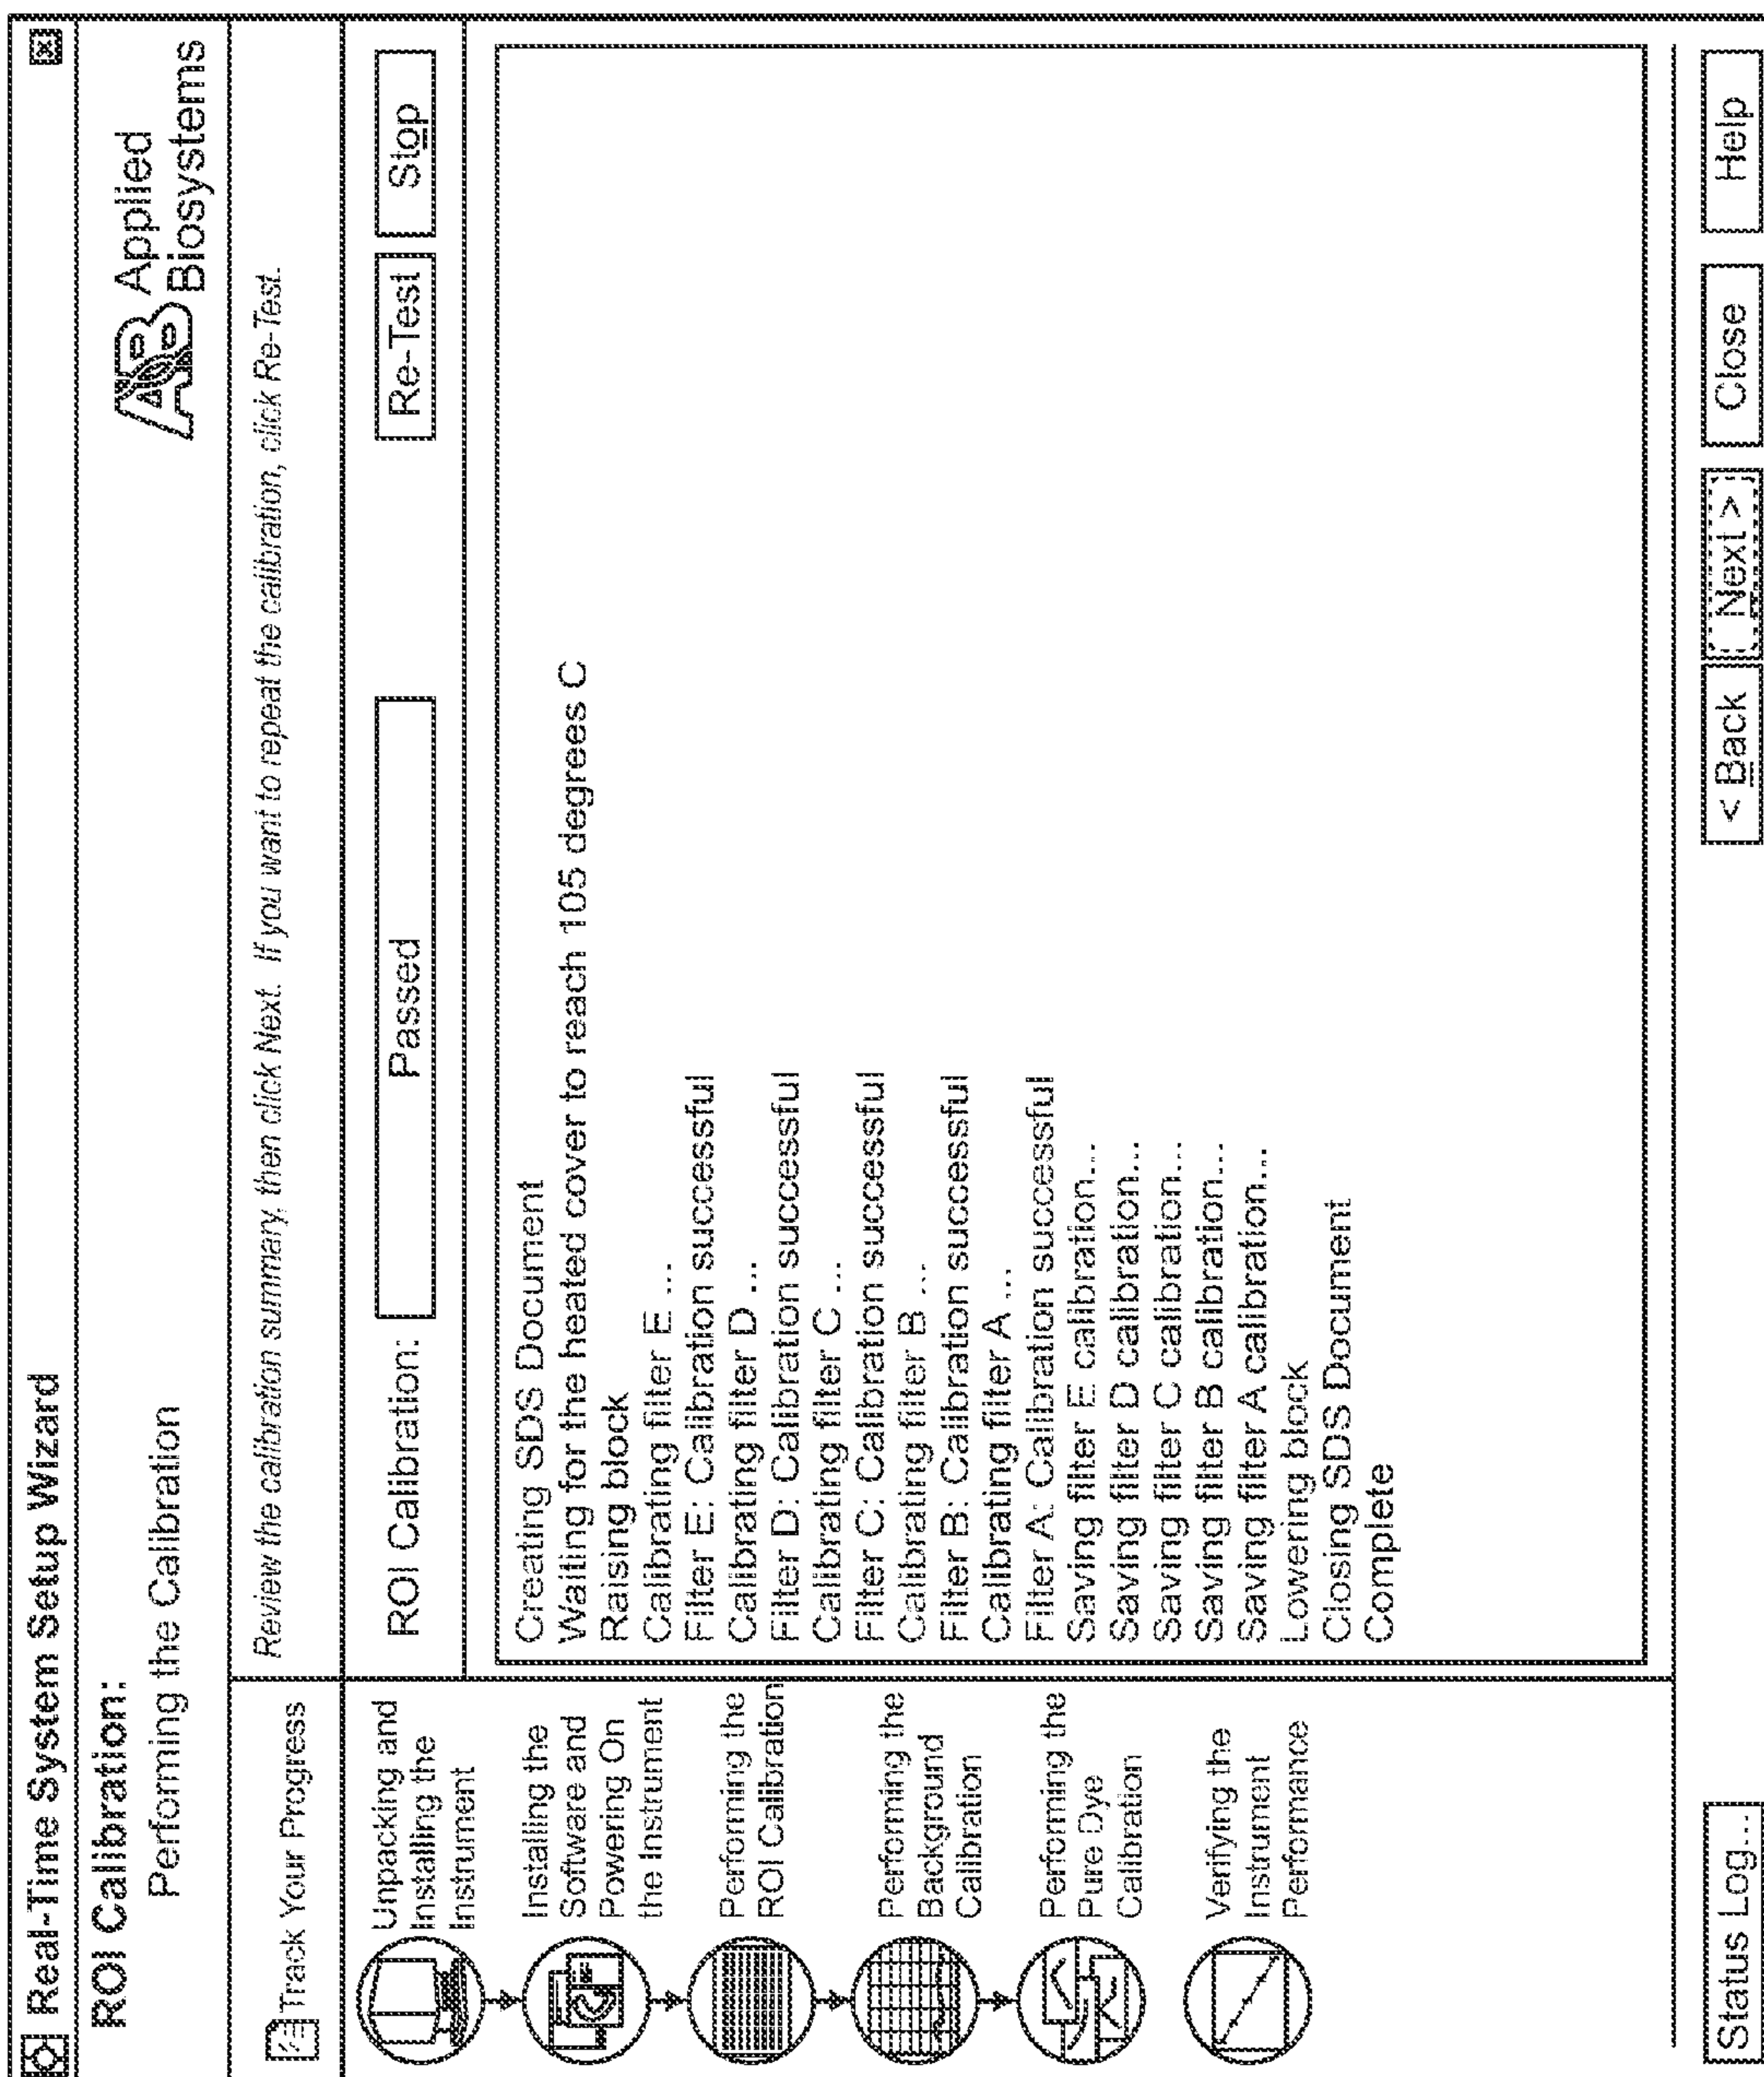 Real-Time System Setup Wizard
ROI Calibration:
Performing the Calibration
AB Applied
Biosystems
Track Your Progress
Review the calibration summary, then click Next. If you want to repeat the calibration, click Re-Test.
Unpacking and
Installing the
Instrument
Installing the
Software and
Powering On
the Instrument
Performing the
ROI Calibration
Performing the
Background
Calibration
Performing the
Pure Dye
Calibration
Verifying the
Instrument
Performance
ROI Calibration: Passed Re-Test Stop
Creating SDS Document
Waiting for the heated cover to reach 105 degrees C
Raising block
Calibrating filter E ...
Filter E: Calibration successful
Calibrating filter D ...
Filter D: Calibration successful
Calibrating filter C ...
Filter C: Calibration successful
Calibrating filter B ...
Filter B: Calibration successful
Calibrating filter A ...
Filter A: Calibration successful
Saving filter E calibration...
Saving filter D calibration...
Saving filter C calibration...
Saving filter B calibration...
Saving filter A calibration...
Lowering block
Closing SDS Document
Complete
Status Log... < Back Next > Close Help